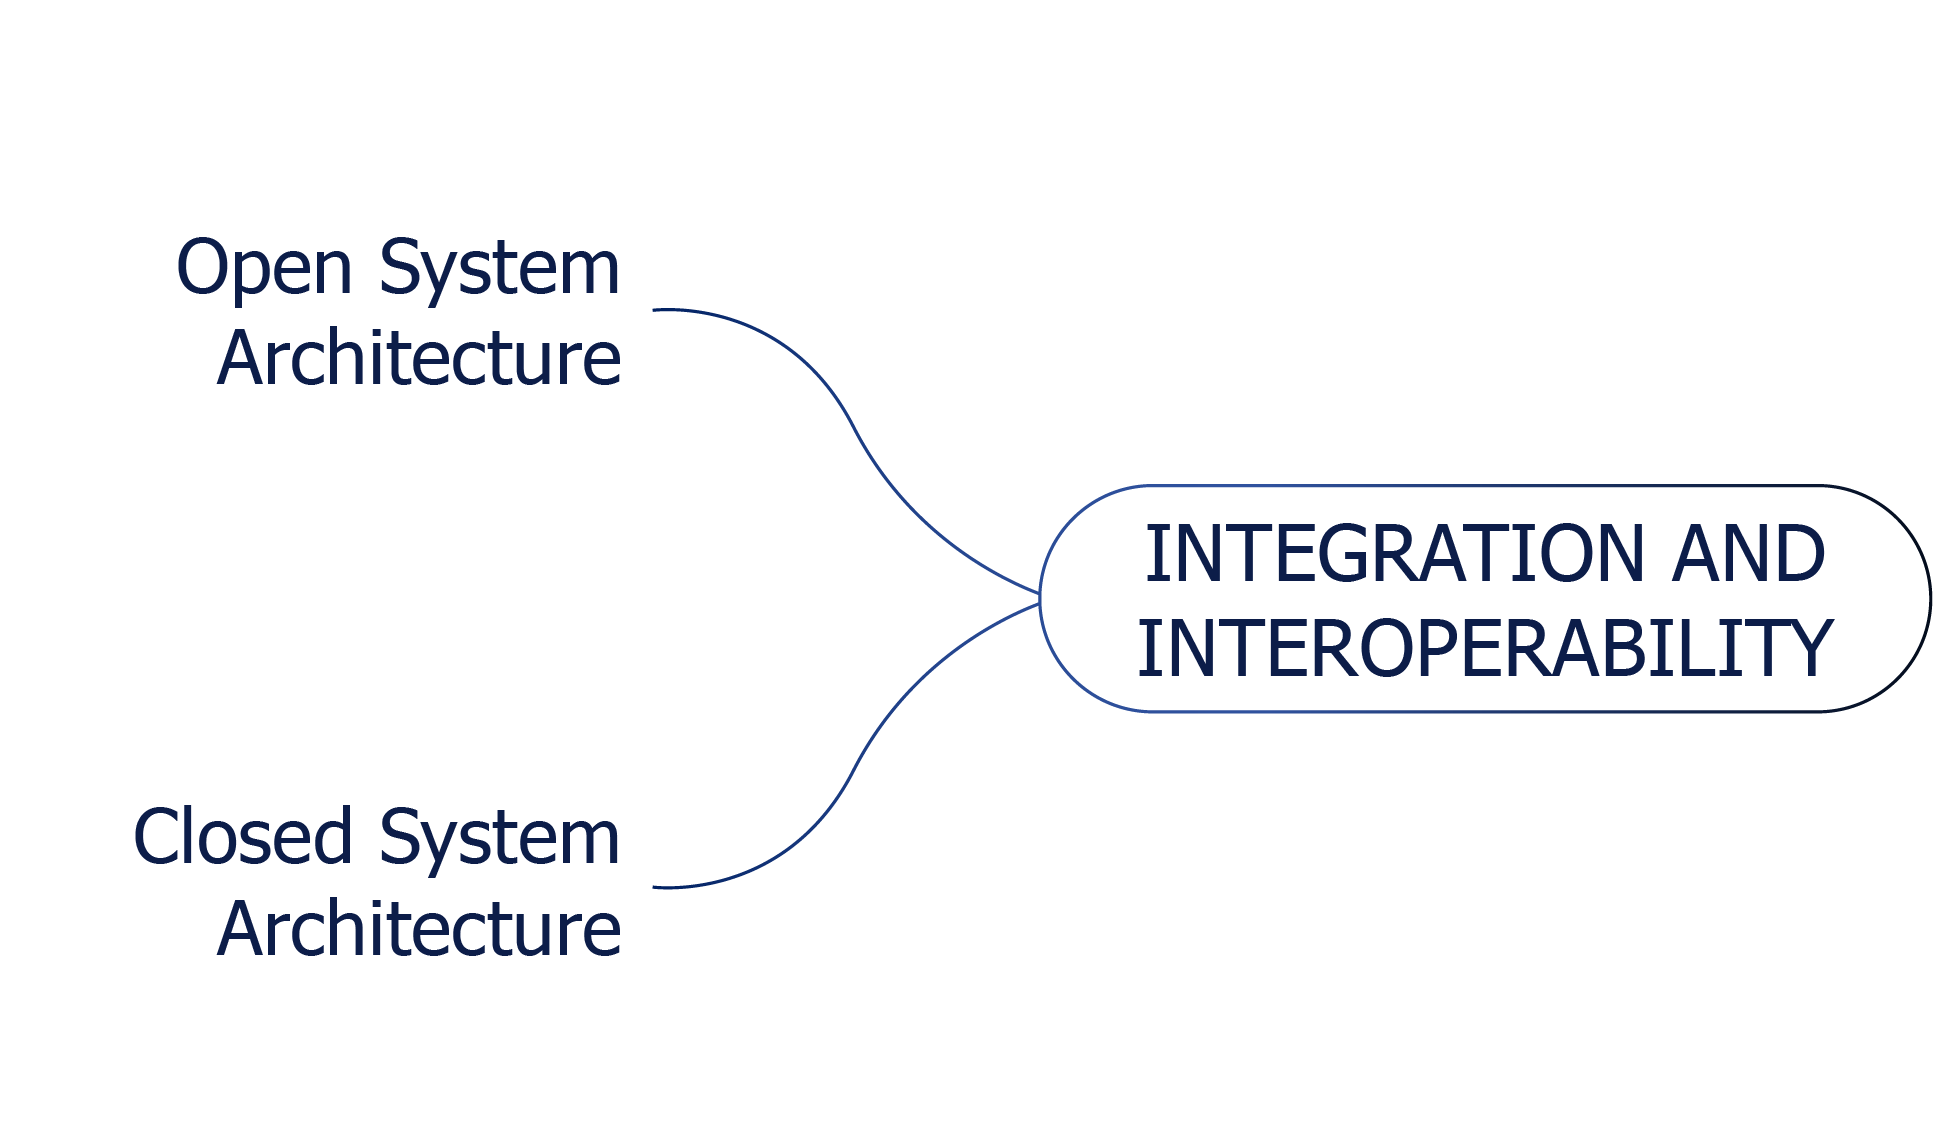 Open System
Architecture
INTEGRATION AND
INTEROPERABILITY
Closed System
Architecture